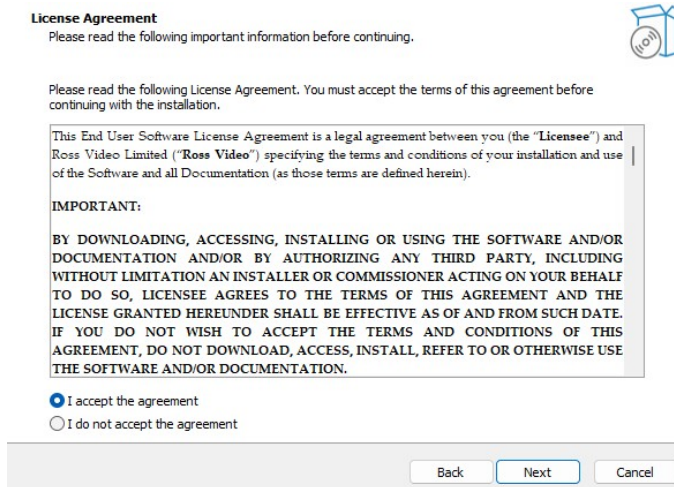 License Agreement
Please read the following important information before continuing.
Please read the following License Agreement. You must accept the terms of this agreement before
continuing with the installation.
This End User Software License Agreement is a legal agreement between you (the “Licensee”) and
Ross Video Limited (“Ross Video”) specifying the terms and conditions of your installation and use
of the Software and all Documentation (as those terms are defined herein).
IMPORTANT:
BY DOWNLOADING, ACCESSING, INSTALLING OR USING THE SOFTWARE AND/OR
DOCUMENTATION AND/OR BY AUTHORIZING ANY THIRD PARTY, INCLUDING
WITHOUT LIMITATION AN INSTALLER OR COMMISSIONER ACTING ON YOUR BEHALF
TO DO SO, LICENSEE AGREES TO THE TERMS OF THIS AGREEMENT AND THE
LICENSE GRANTED HEREUNDER SHALL BE EFFECTIVE AS OF AND FROM SUCH DATE.
IF YOU DO NOT WISH TO ACCEPT THE TERMS AND CONDITIONS OF THIS
AGREEMENT, DO NOT DOWNLOAD, ACCESS, INSTALL, REFER TO OR OTHERWISE USE
THE SOFTWARE AND/OR DOCUMENTATION.
I accept the agreement
I do not accept the agreement
Back Next Cancel